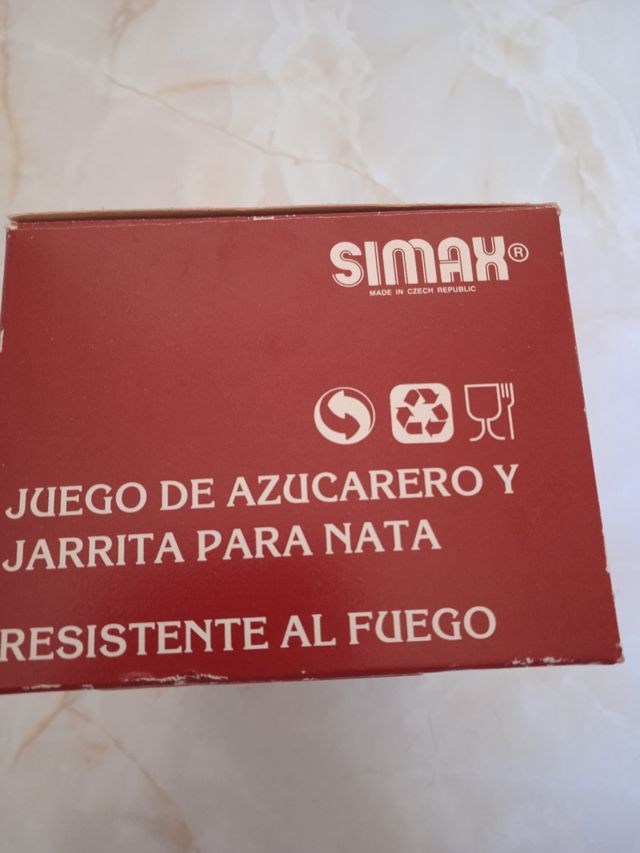 SIMAX®
MADE IN CZECH REPUBLIC
JUEGO DE AZUCARERO Y
JARRITA PARA NATA
RESISTENTE AL FUEGO